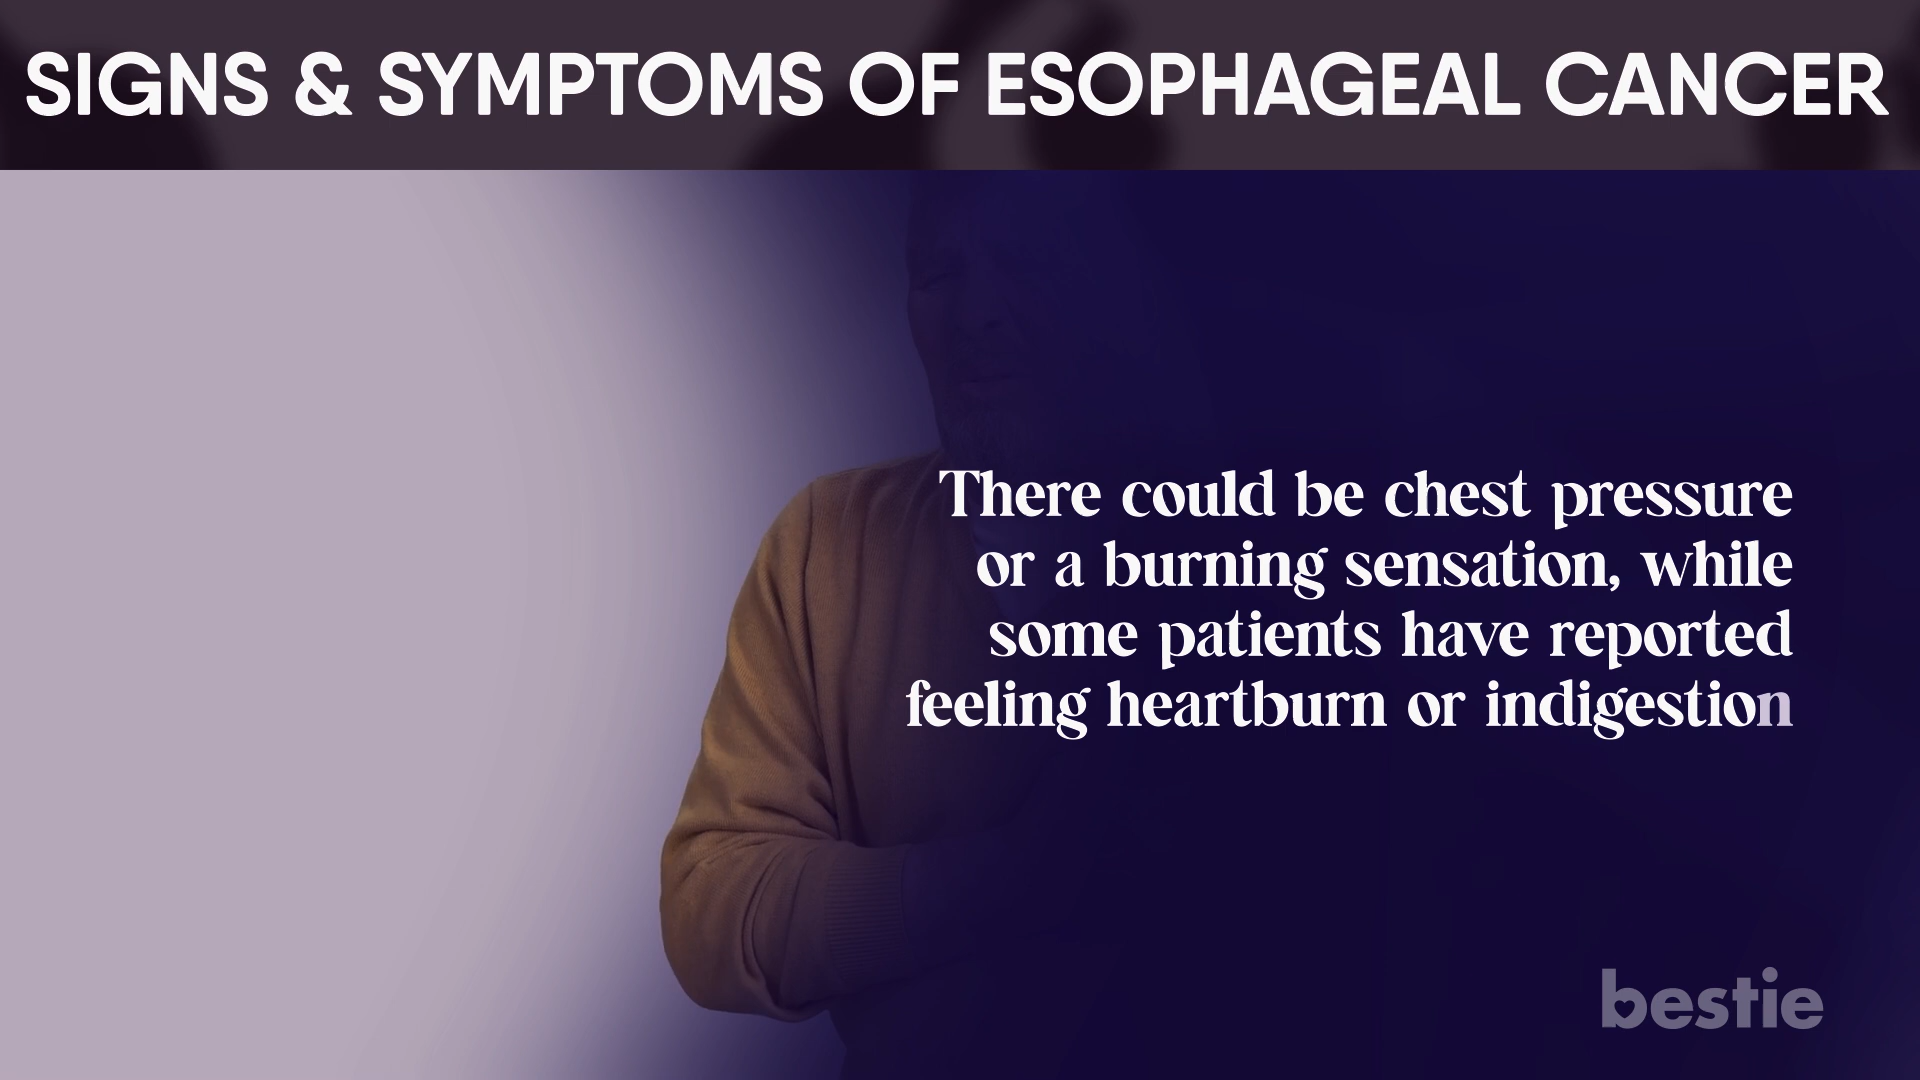 SIGNS & SYMPTOMS OF ESOPHAGEAL CANCER
There could be chest pressure
or a burning sensation, while
some patients have reported
feeling heartburn or indigestion
bestie